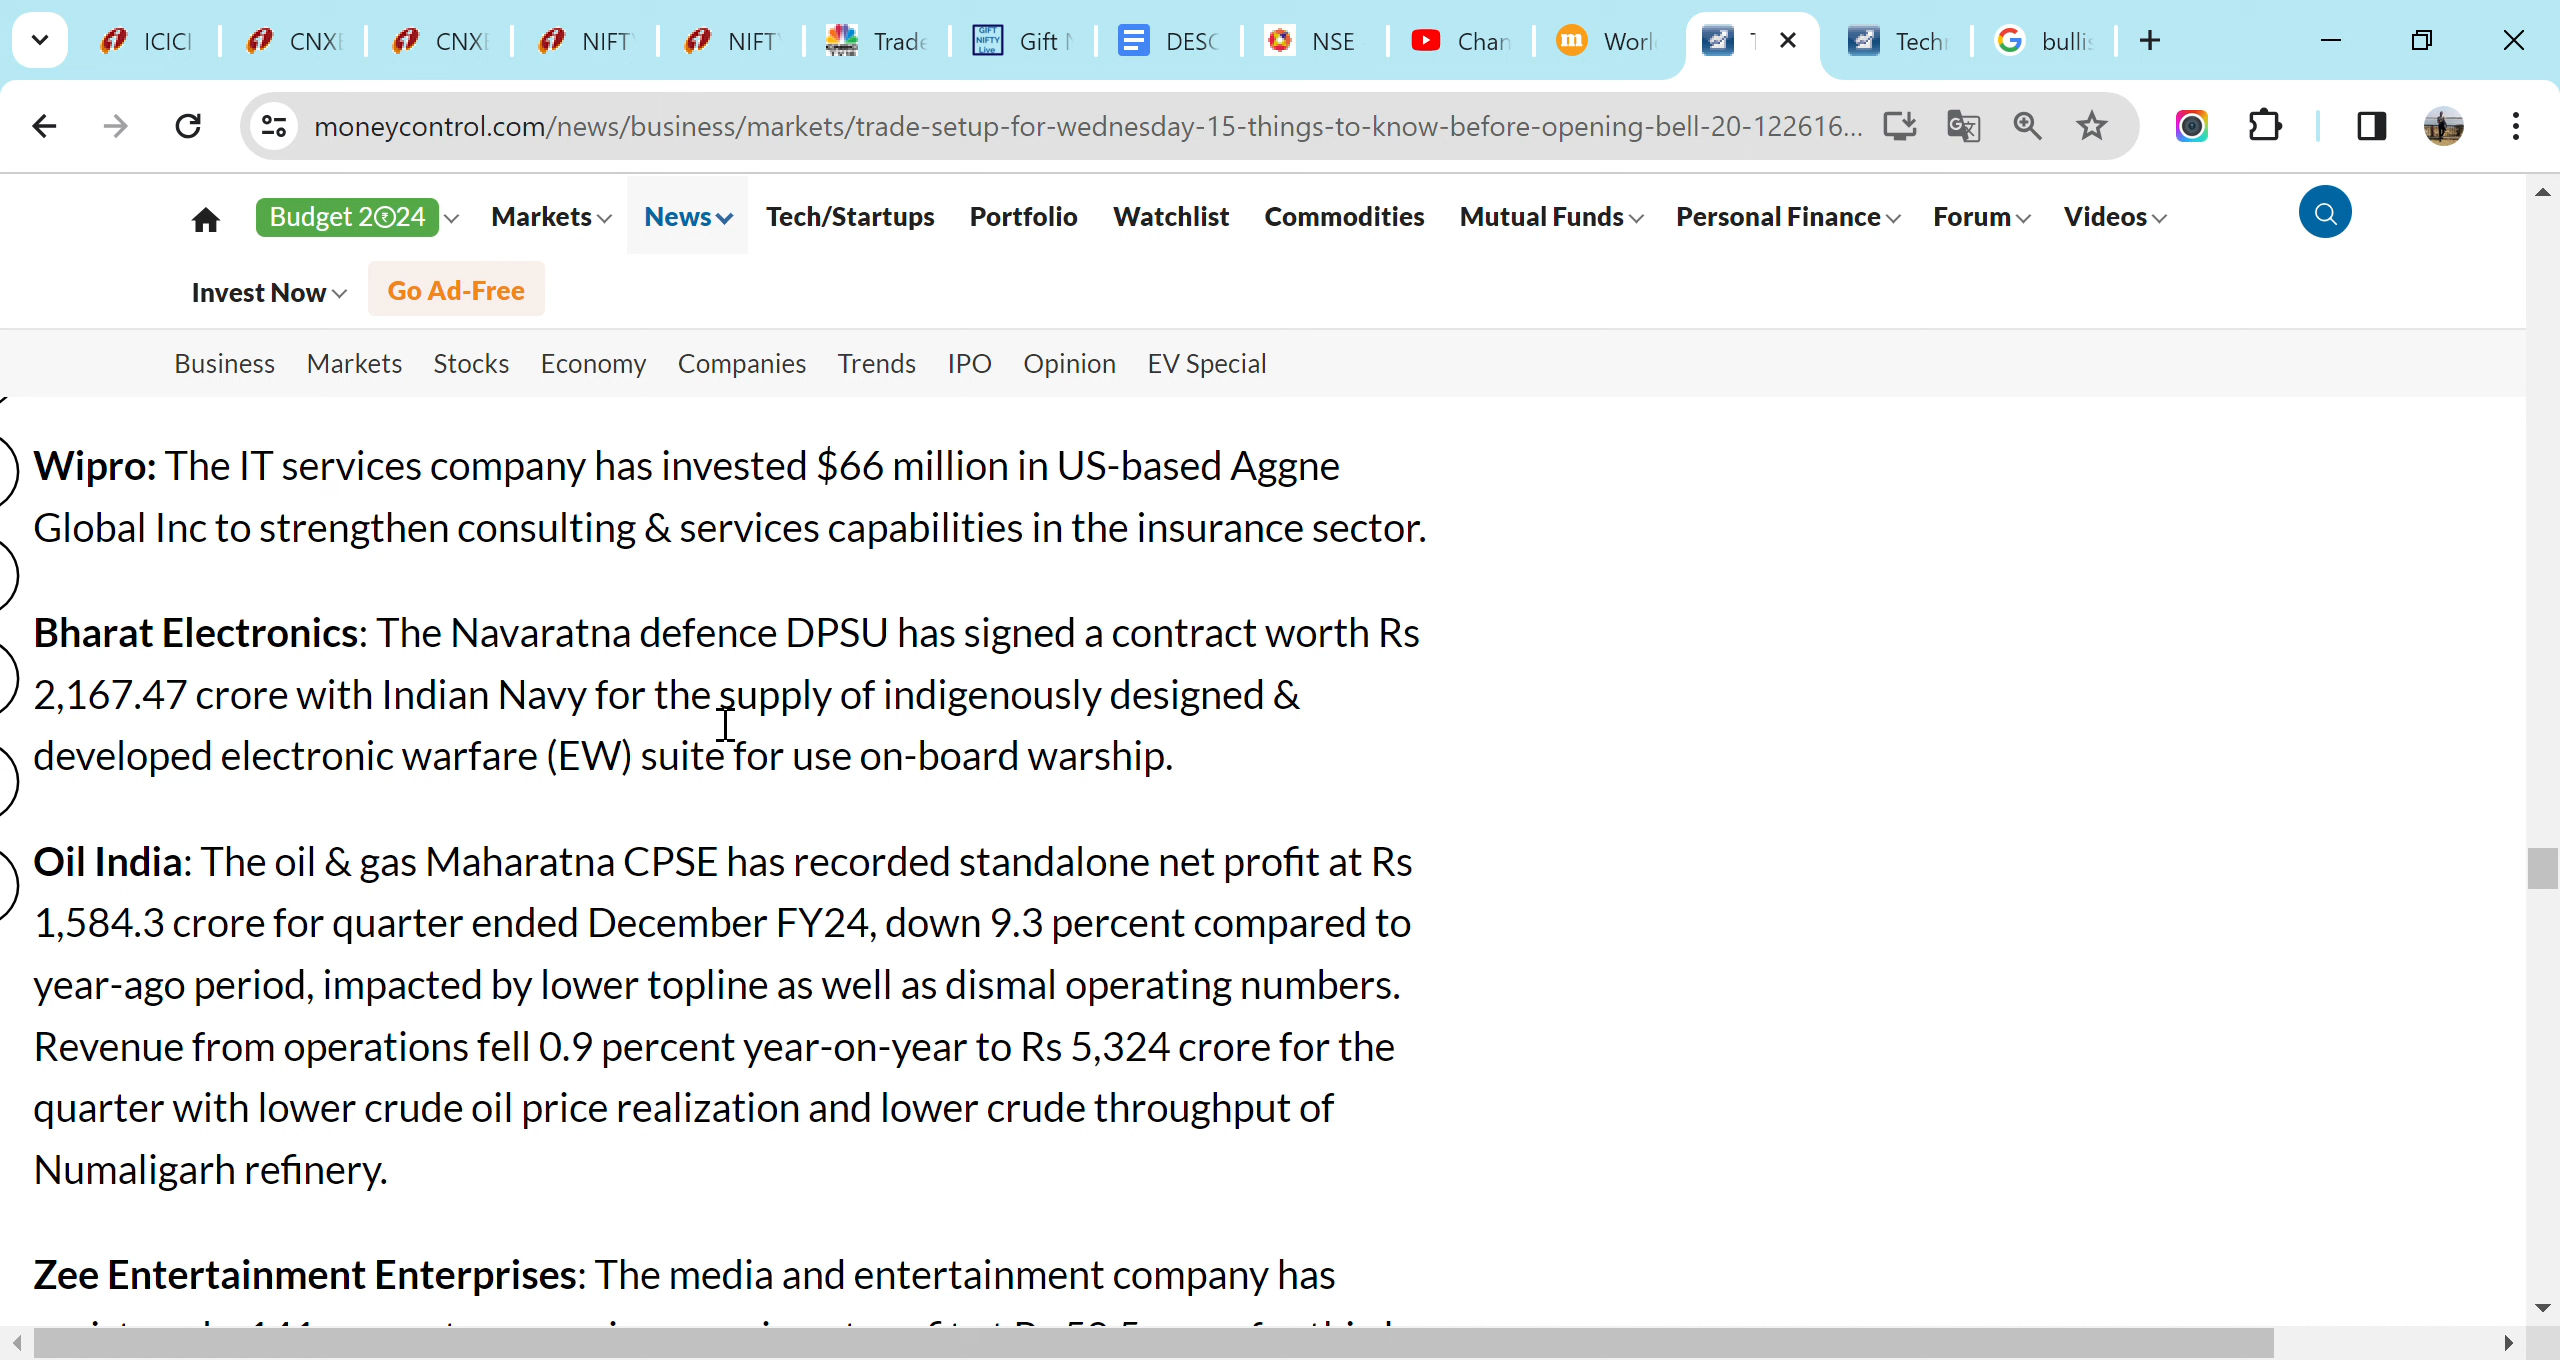 ICICI CNX CNX NIFT NIFT Trade Gift DESC NSE Chan Worl Tech bullis
moneycontrol.com/news/business/markets/trade-setup-for-wednesday-15-things-to-know-before-opening-bell-20-122616...
Budget 2024 Markets News Tech/Startups Portfolio Watchlist Commodities Mutual Funds Personal Finance Forum Videos
Invest Now Go Ad-Free
Business Markets Stocks Economy Companies Trends IPO Opinion EV Special
Wipro: The IT services company has invested $66 million in US-based Aggne
Global Inc to strengthen consulting & services capabilities in the insurance sector.
Bharat Electronics: The Navaratna defence DPSU has signed a contract worth Rs
2,167.47 crore with Indian Navy for the supply of indigenously designed &
developed electronic warfare (EW) suite for use on-board warship.
Oil India: The oil & gas Maharatna CPSE has recorded standalone net profit at Rs
1,584.3 crore for quarter ended December FY24, down 9.3 percent compared to
year-ago period, impacted by lower topline as well as dismal operating numbers.
Revenue from operations fell 0.9 percent year-on-year to Rs 5,324 crore for the
quarter with lower crude oil price realization and lower crude throughput of
Numaligarh refinery.
Zee Entertainment Enterprises: The media and entertainment company has